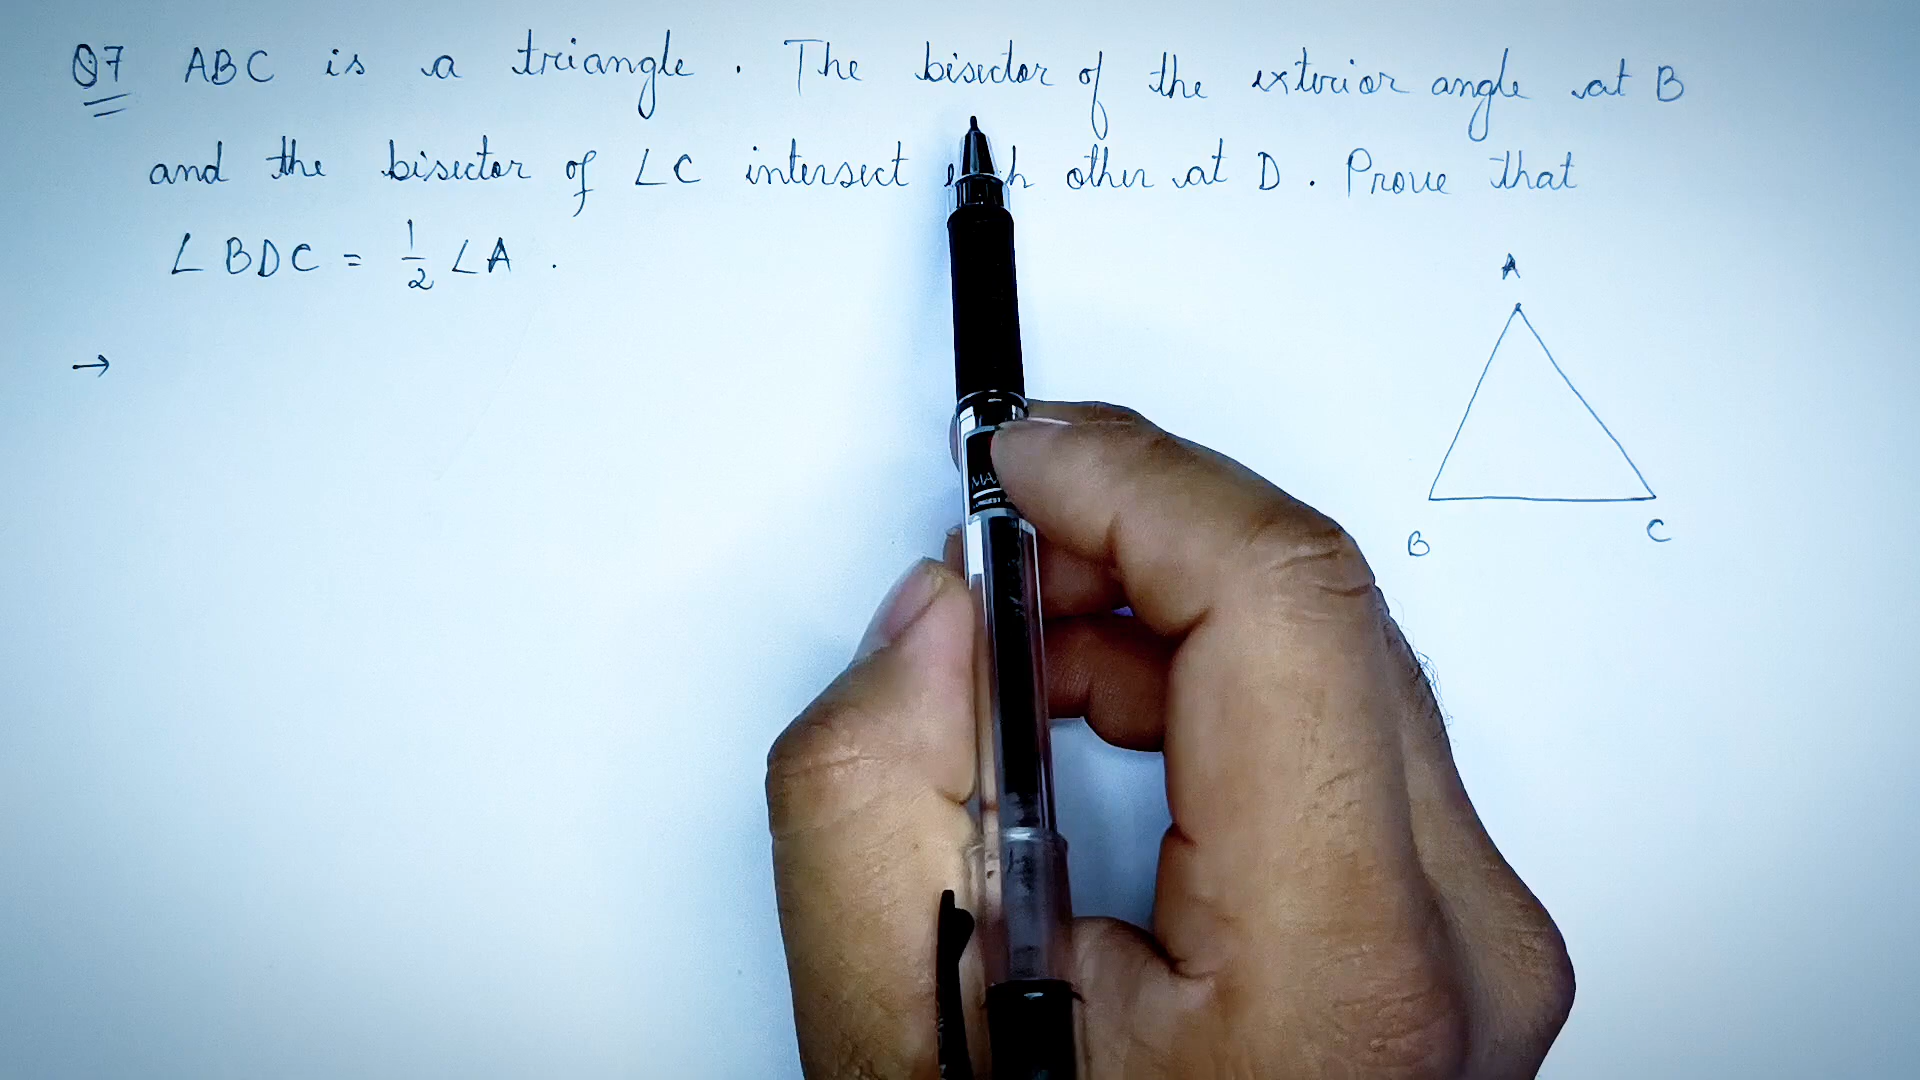 Q7 ABC is a triangle. The bisector of the exterior angle at B
and the bisector of ∠C intersect each other at D. Prove that
∠BDC = 1/2 ∠A.
→
A
B
C